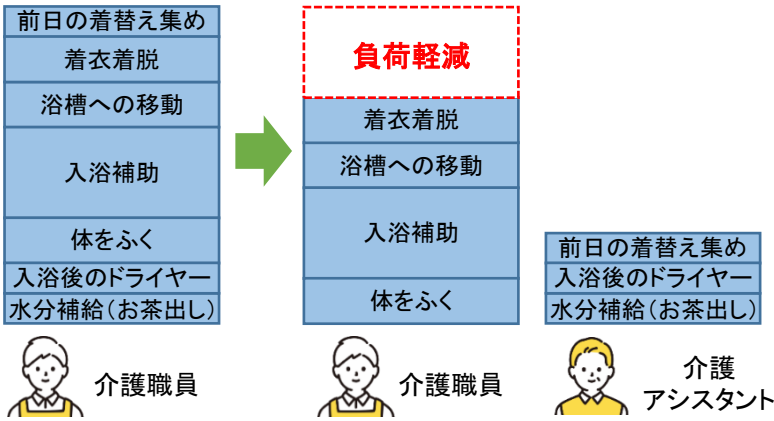 前日の着替え集め
着衣着脱
浴槽への移動
入浴補助
体をふく
入浴後のドライヤー
水分補給(お茶出し)
介護職員
負荷軽減
着衣着脱
浴槽への移動
入浴補助
体をふく
介護職員
前日の着替え集め
入浴後のドライヤー
水分補給(お茶出し)
介護
アシスタント